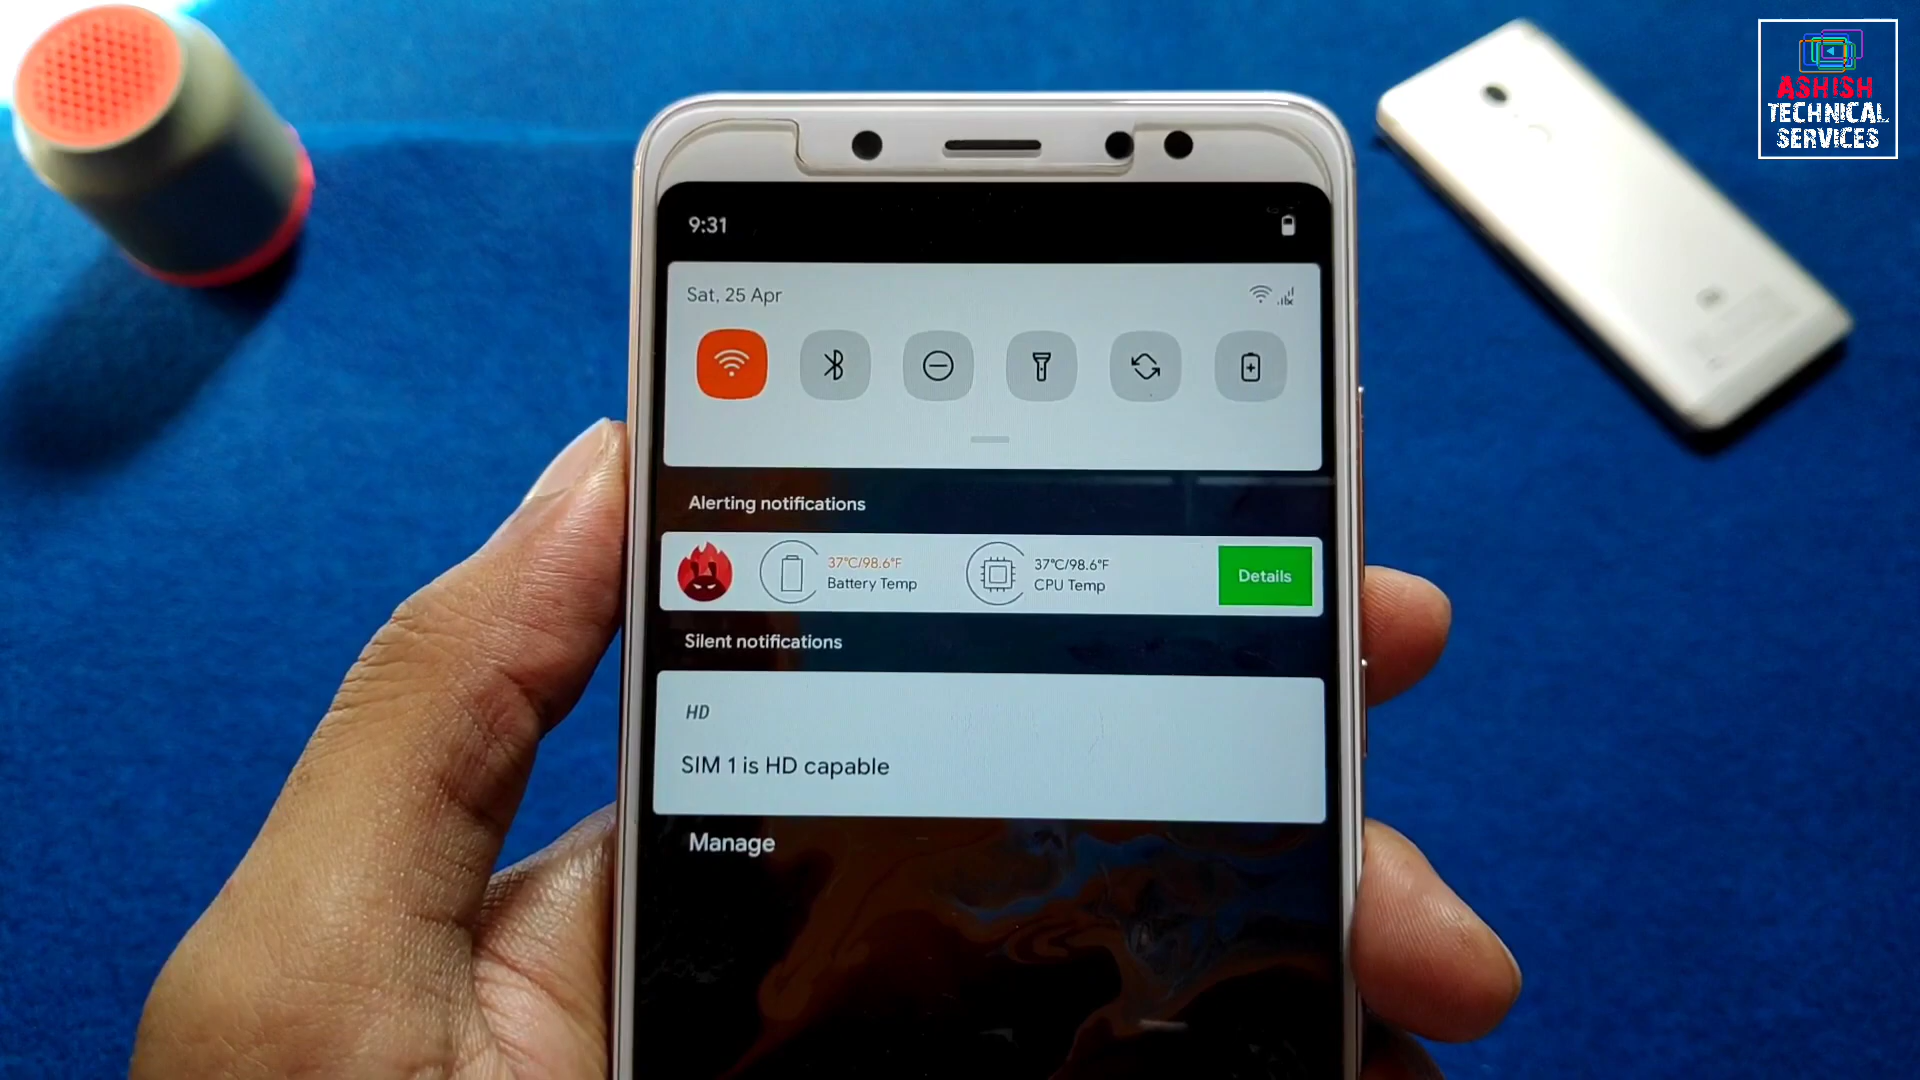 ASHISH
TECHNICAL
SERVICES
9:31
Sat, 25 Apr
Alerting notifications
37°C/98.6°F
Battery Temp
37°C/98.6°F
CPU Temp
Details
Silent notifications
HD
SIM 1 is HD capable
Manage